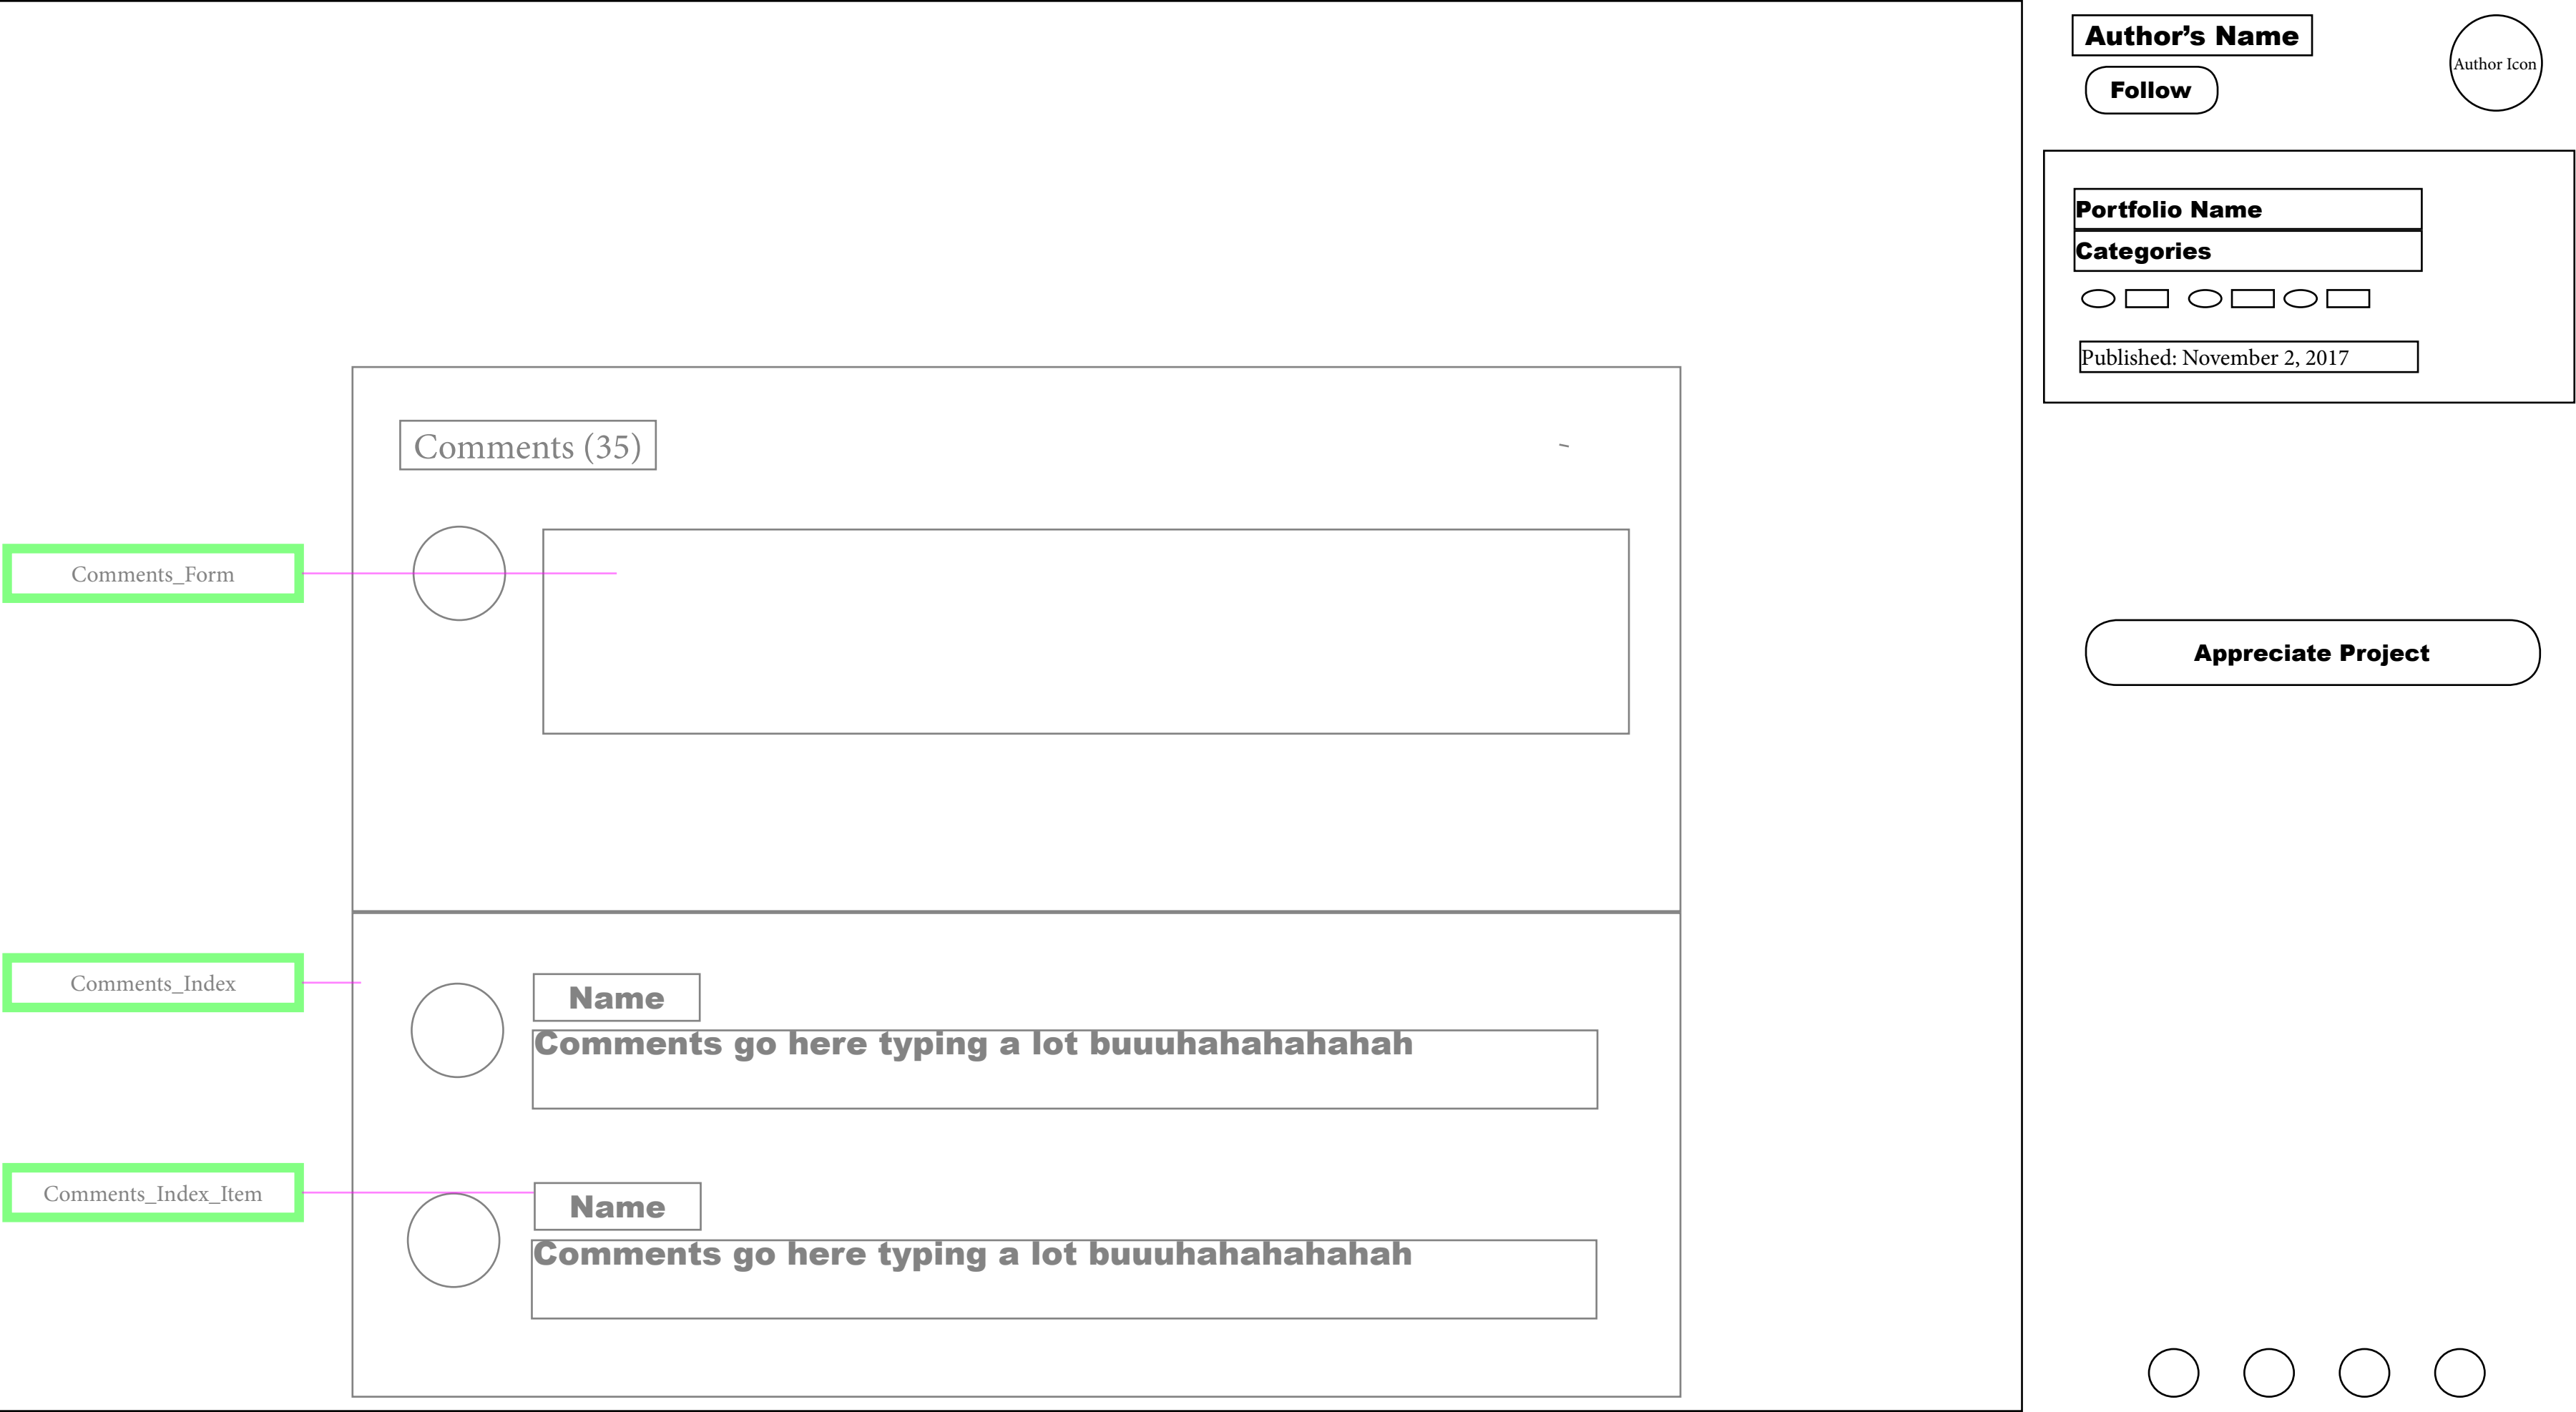 Author’s Name
Author Icon
Follow
Portfolio Name
Categories
Published: November 2, 2017
Comments (35)
Comments_Form
Appreciate Project
Comments_Index
Name
Comments go here typing a lot buuuhahahahahah
Comments_Index_Item
Name
Comments go here typing a lot buuuhahahahahah